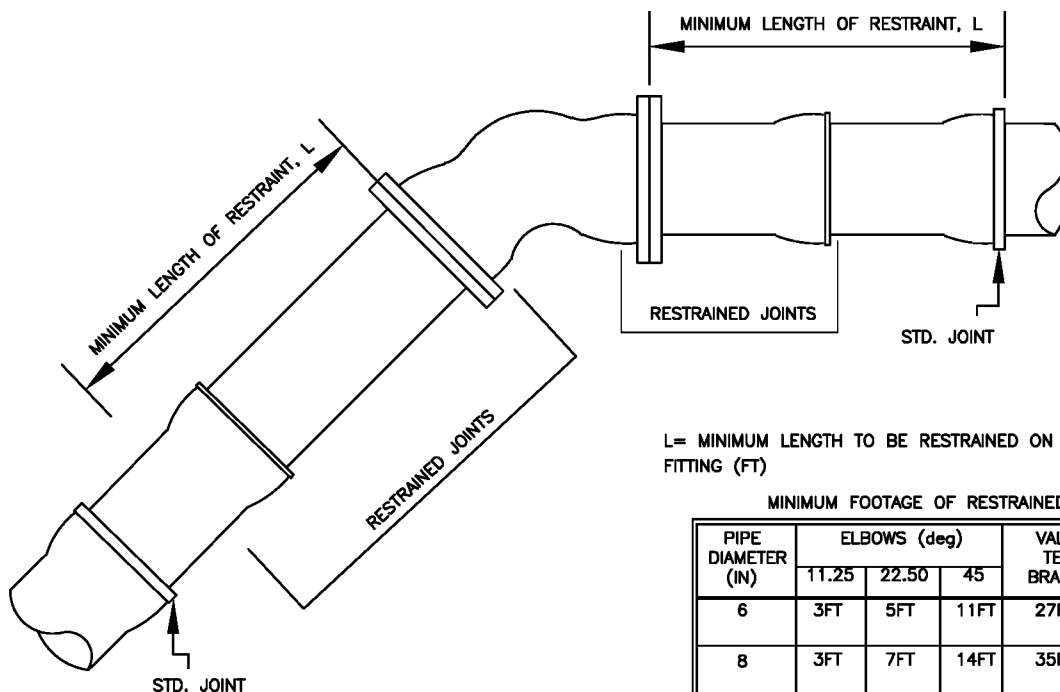 MINIMUM LENGTH OF RESTRAINT, L
MINIMUM LENGTH OF RESTRAINT, L
RESTRAINED JOINTS
STD. JOINT
RESTRAINED JOINTS
STD. JOINT
L= MINIMUM LENGTH TO BE RESTRAINED ON
FITTING (FT)
MINIMUM FOOTAGE OF RESTRAINED
PIPE DIAMETER (IN) ELBOWS (deg)
11.25 22.50 45
6 3FT 5FT 11FT
8 3FT 7FT 14FT